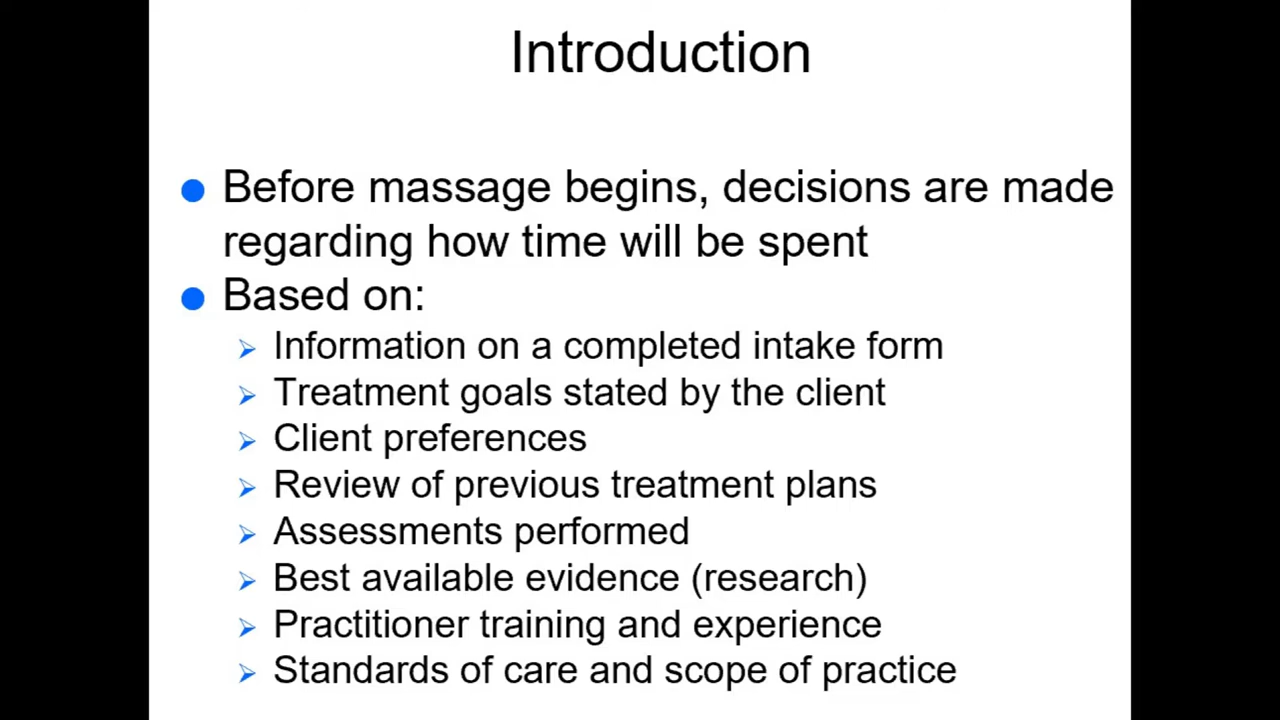 Introduction
Before massage begins, decisions are made
regarding how time will be spent
Based on:
Information on a completed intake form
Treatment goals stated by the client
Client preferences
Review of previous treatment plans
Assessments performed
Best available evidence (research)
Practitioner training and experience
Standards of care and scope of practice